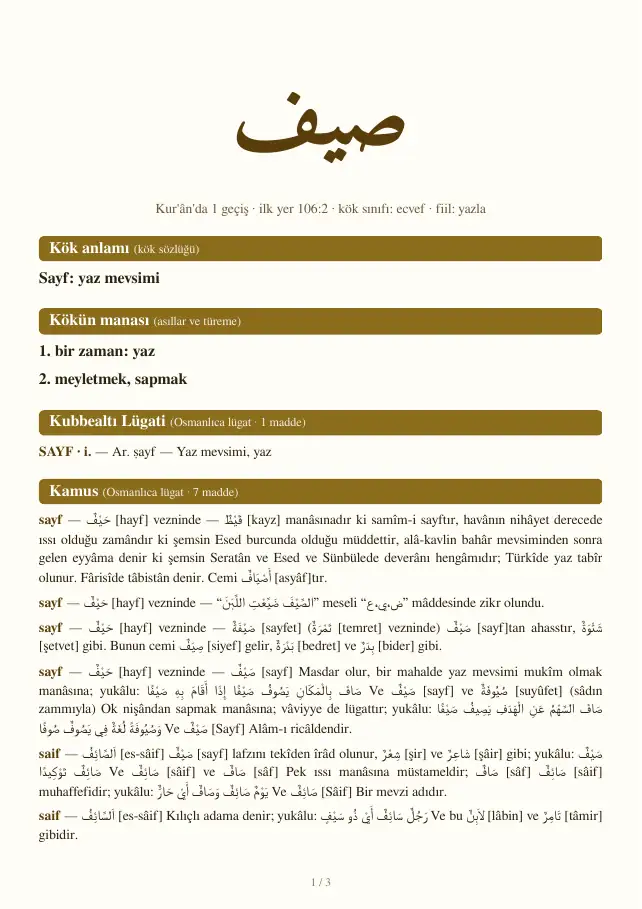 صيف
Kur'ân'da 1 geçiş · ilk yer 106:2 · kök sınıfı: ecvef · fiil: yazla
Kök anlamı (kök sözlüğü)
Sayf: yaz mevsimi
Kökün manası (asıllar ve türeme)
1. bir zaman: yaz
2. meyletmek, sapmak
Kubbealtı Lügati (Osmanlıca lügat · 1 madde)
SAYF · i. — Ar. ṣayf — Yaz mevsimi, yaz
Kamus (Osmanlıca lügat · 7 madde)
sayf — حَيْفٌ [hayf] vezninde — قَيْظٌ [kayz] manâsınadır ki samîm-i sayftır, havânın nihâyet derecede
ıssı olduğu zamândır ki şemsin Esed burcunda olduğu müddettir, alâ-kavlin bahâr mevsiminden sonra
gelen eyyâma denir ki şemsin Seratân ve Esed ve Sünbülede deverânı hengâmıdır; Türkîde yaz tabîr
olunur. Fârisîde tâbistân denir. Cemi أَصْيَافٌ [asyâf]tır.
sayf — حَيْفٌ [hayf] vezninde — “الصَّيْفَ ضَيَّعْتِ اللَّبَنَ” meseli “ض,ي,ع” mâddesinde zikr olundu.
sayf — حَيْفٌ [hayf] vezninde — صَيْفَةٌ [sayfet] (تَمْرَةٌ [temret] vezninde) صَيْفٌ [sayf]tan ahasstır, شَتْوَةٌ
[şetvet] gibi. Bunun cemi صِيَفٌ [siyef] gelir, بَدْرَةٌ [bedret] ve بِدَرٌ [bider] gibi.
sayf — حَيْفٌ [hayf] vezninde — صَيْفٌ [sayf] Masdar olur, bir mahalde yaz mevsimi mukîm olmak
manâsına; yukâlu: صَافَ بِالْمَكَانِ يَصُوفُ صَيْفًا إِذَا أَقَامَ بِهِ صَيْفًا Ve صَيْفٌ [sayf] ve صُيُوفَةٌ [suyûfet] (sâdın
zammıyla) Ok nişândan sapmak manâsına; vâviyye de lügattir; yukâlu: صَافَ السَّهْمُ عَنِ الْهَدَفِ يَصِيفُ صَيْفًا
وَصُيُوفَةً لُغَةٌ فِي يَصُوفُ صَوْفًا Ve صَيْفٌ [Sayf] Alâm-ı ricâldendir.
saif — اَلصَّائِفُ [es-sâif] صَيْفٌ [sayf] lafzını tekîden îrâd olunur, شِعْرٌ [şir] ve شَاعِرٌ [şâir] gibi; yukâlu: صَيْفٌ
صَائِفٌ تَوْكِيدًا Ve صَائِفٌ [sâif] ve صَافٌ [sâf] Pek ıssı manâsına müstameldir; صَافٌ [sâf] صَائِفٌ [sâif]
muhaffefidir; yukâlu: يَوْمٌ صَائِفٌ وَصَافٌ أَيْ حَارٌّ Ve صَائِفٌ [Sâif] Bir mevzi adıdır.
saif — اَلسَّائِفُ [es-sâif] Kılıçlı adama denir; yukâlu: رَجُلٌ سَائِفٌ أَيْ ذُو سَيْفٍ Ve bu لاَبِنٌ [lâbin] ve تَامِرٌ [tâmir]
gibidir.
1 / 3